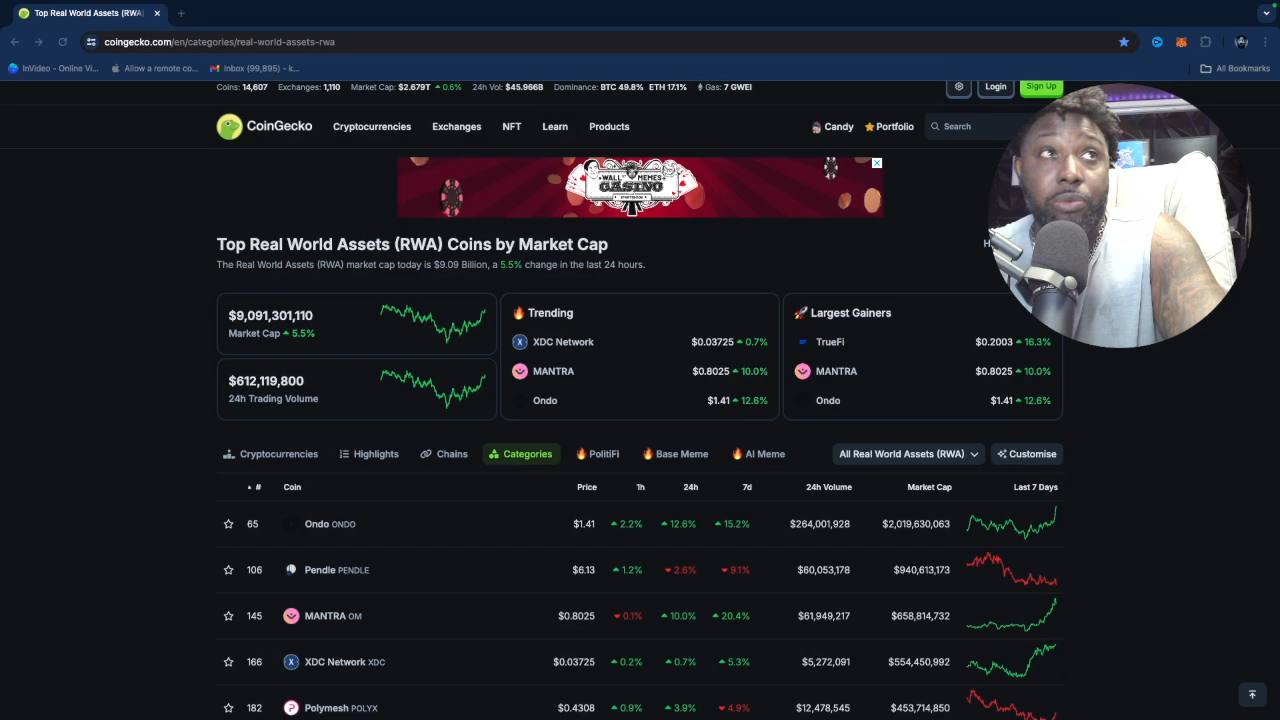 Top Real World Assets (RWA)
coingecko.com/en/categories/real-world-assets-rwa
InVideo - Online Vi... Allow a remote co... Inbox (99,895) - k... All Bookmarks
Coins: 14,607 Exchanges: 1,110 Market Cap: $2.679T 0.6% 24h Vol: $45.966B Dominance: BTC 49.8% ETH 17.1% Gas: 7 GWEI Login Sign Up
CoinGecko Cryptocurrencies Exchanges NFT Learn Products Candy Portfolio Search
WALL MEMES
CASINO
SPORTSBOOK
Top Real World Assets (RWA) Coins by Market Cap
The Real World Assets (RWA) market cap today is $9.09 Billion, a 5.5% change in the last 24 hours.
$9,091,301,110
Market Cap 5.5%
$612,119,800
24h Trading Volume
Trending
XDC Network $0.03725 0.7%
MANTRA $0.8025 10.0%
Ondo $1.41 12.6%
Largest Gainers
TrueFi $0.2003 16.3%
MANTRA $0.8025 10.0%
Ondo $1.41 12.6%
Cryptocurrencies Highlights Chains Categories PolitiFi Base Meme AI Meme All Real World Assets (RWA) Customise
# Coin Price 1h 24h 7d 24h Volume Market Cap Last 7 Days
65 Ondo ONDO $1.41 2.2% 12.6% 15.2% $264,001,928 $2,019,630,063
106 Pendle PENDLE $6.13 1.2% 2.6% 9.1% $60,053,178 $940,613,173
145 MANTRA OM $0.8025 0.1% 10.0% 20.4% $61,949,217 $658,814,732
166 XDC Network XDC $0.03725 0.2% 0.7% 5.3% $5,272,091 $554,450,992
182 Polymesh POLYX $0.4308 0.9% 3.9% 4.9% $12,478,545 $453,714,850